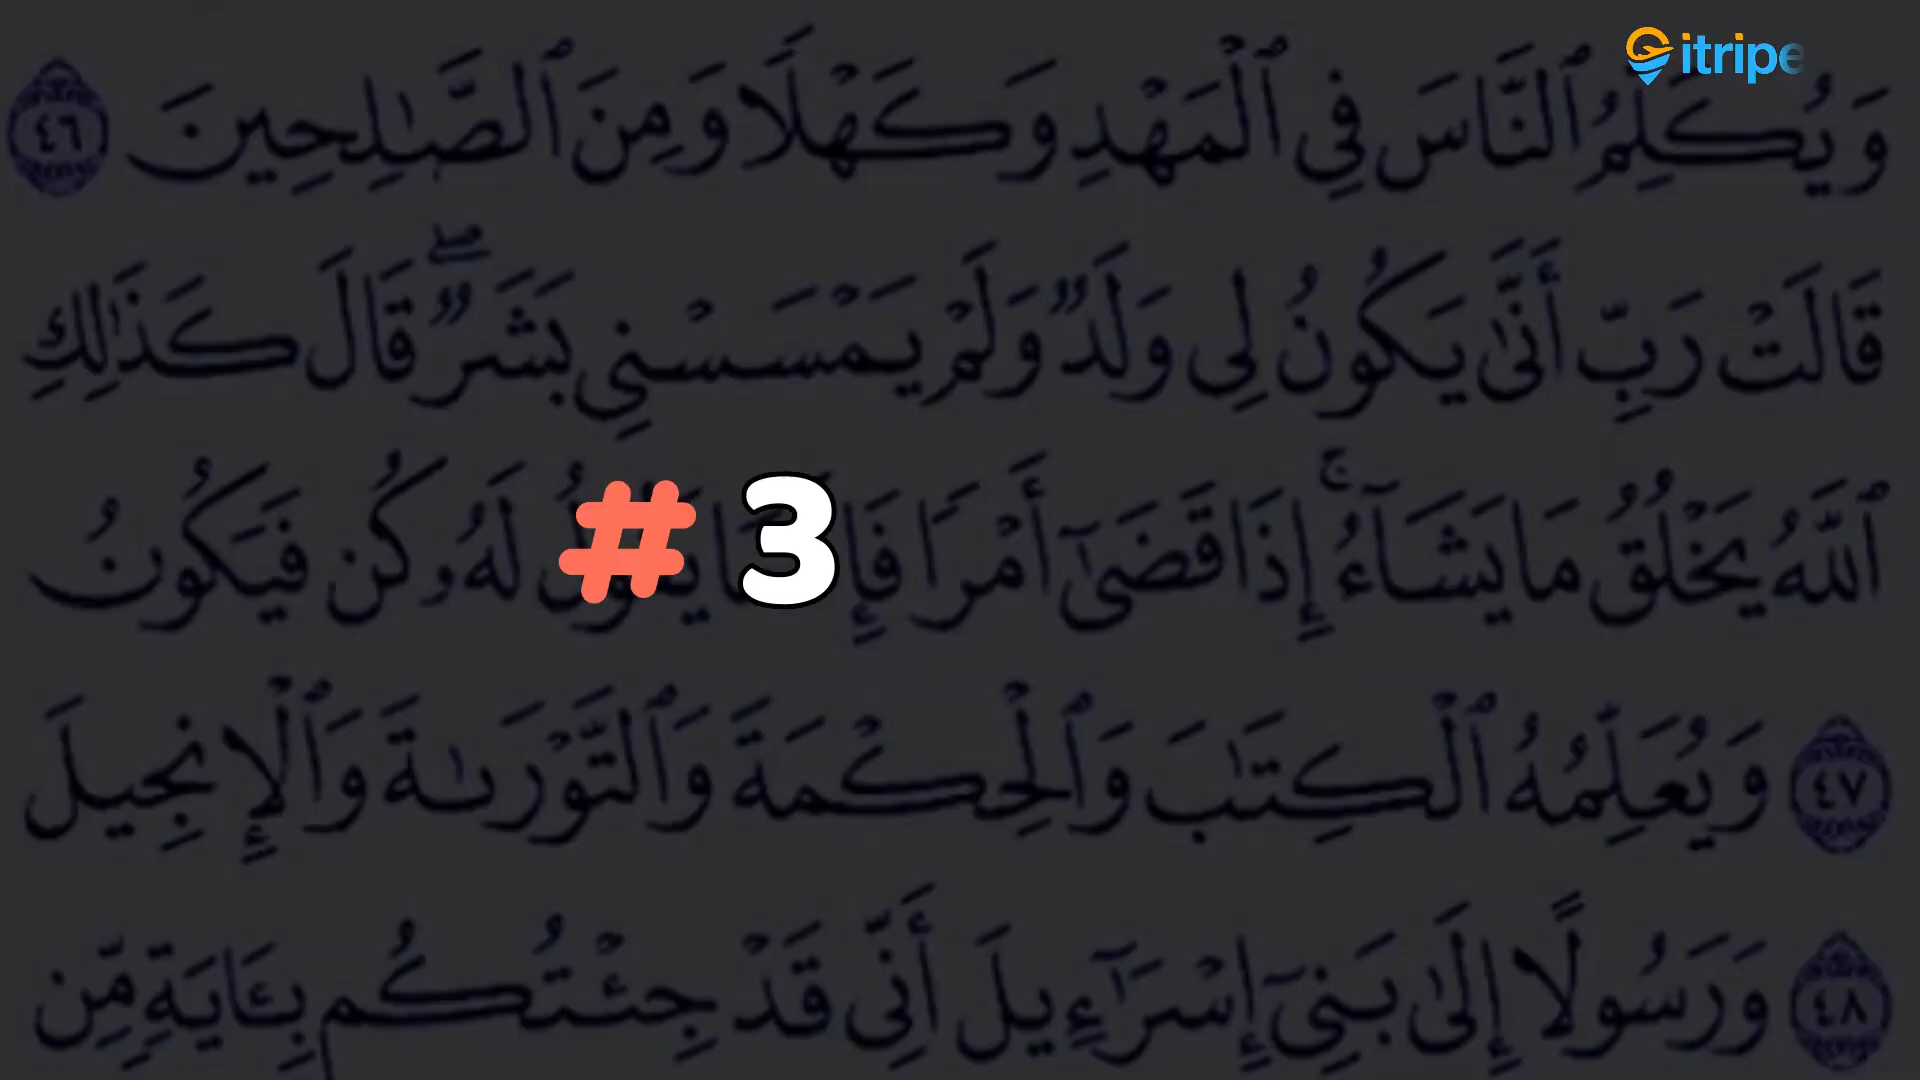 itripe
وَيُكَلِّمُ ٱلنَّاسَ فِى ٱلْمَهْدِ وَكَهْلًا وَمِنَ ٱلصَّٰلِحِينَ ٤٦
قَالَتْ رَبِّ أَنَّىٰ يَكُونُ لِى وَلَدٌ وَلَمْ يَمْسَسْنِى بَشَرٌ ۖ قَالَ كَذَٰلِكِ
ٱللَّهُ يَخْلُقُ مَا يَشَآءُ ۚ إِذَا قَضَىٰٓ أَمْرًا يَقُولُ لَهُۥ كُن فَيَكُونُ
# 3
٤٧ وَيُعَلِّمُهُ ٱلْكِتَٰبَ وَٱلْحِكْمَةَ وَٱلتَّوْرَىٰةَ وَٱلْإِنجِيلَ
٤٨ وَرَسُولًا إِلَىٰ بَنِىٓ إِسْرَٰٓءِيلَ أَنِّى قَدْ جِئْتُكُم بِـَٔايَةٍ مِّن